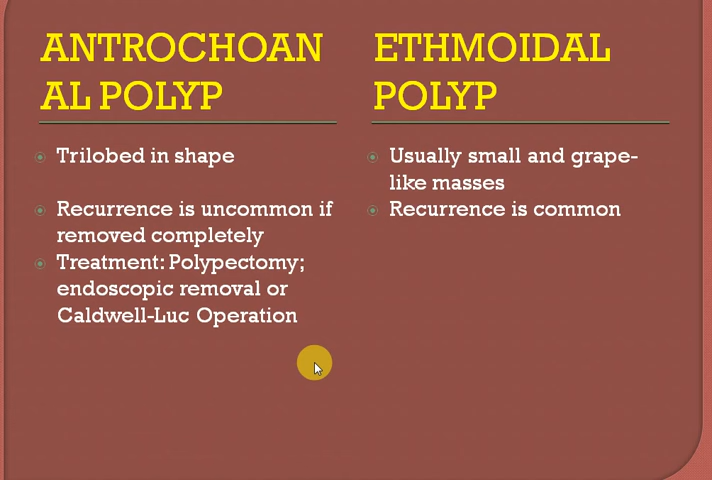 ANTROCHOAN
AL POLYP
Trilobed in shape
Recurrence is uncommon if
removed completely
Treatment: Polypectomy;
endoscopic removal or
Caldwell-Luc Operation
ETHMOIDAL
POLYP
Usually small and grape-
like masses
Recurrence is common